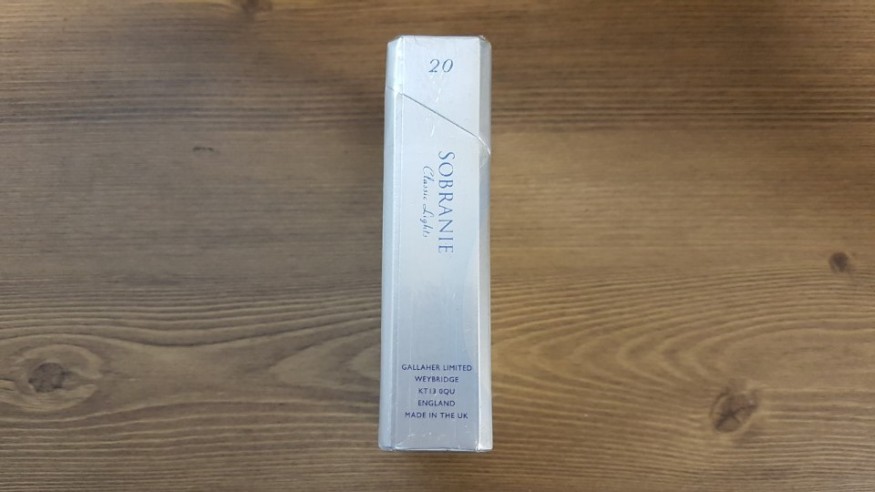 20
SOBRANIE
Classic Lights
GALLAHER LIMITED
WEYBRIDGE
KT13 0QU
ENGLAND
MADE IN THE UK